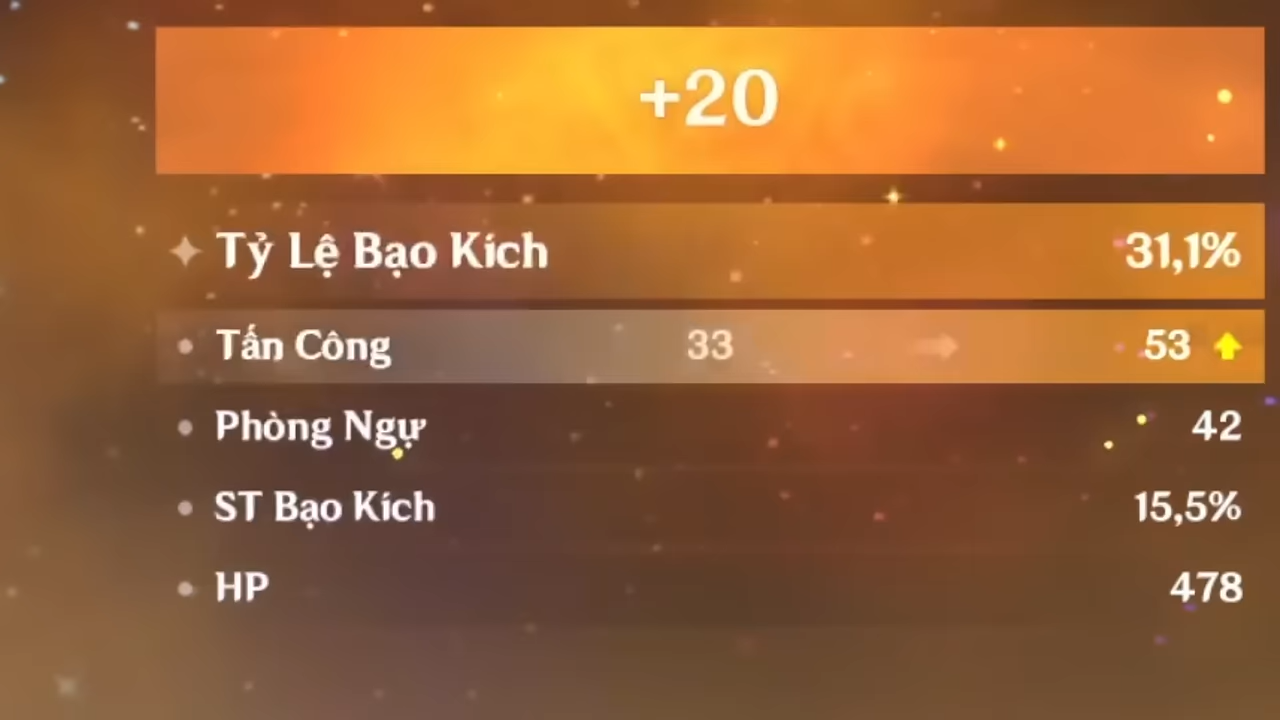 +20
Tỷ Lệ Bạo Kích 31,1%
Tấn Công 33 53
Phòng Ngự 42
ST Bạo Kích 15,5%
HP 478